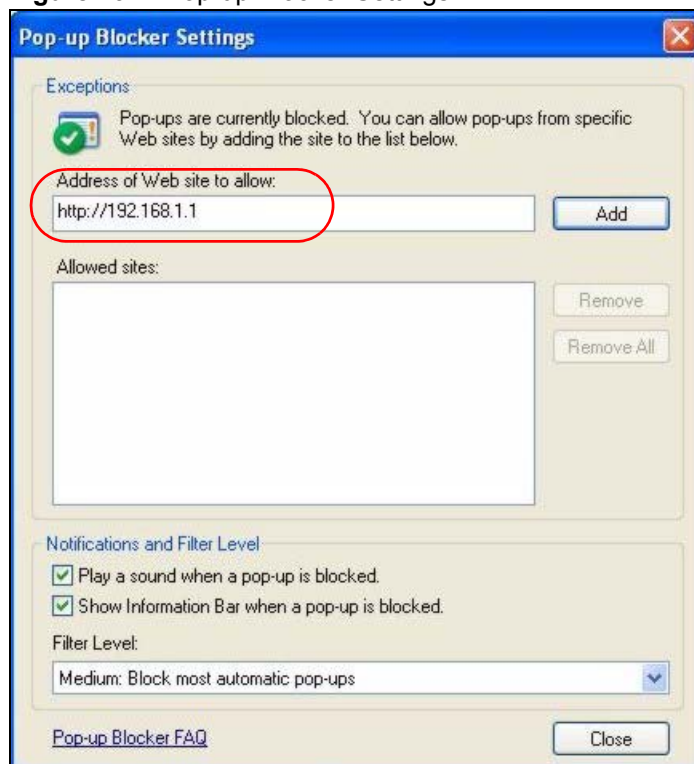 Pop-up Blocker Settings
Exceptions
Pop-ups are currently blocked. You can allow pop-ups from specific
Web sites by adding the site to the list below.
Address of Web site to allow:
http://192.168.1.1
Add
Allowed sites:
Remove
Remove All
Notifications and Filter Level
Play a sound when a pop-up is blocked.
Show Information Bar when a pop-up is blocked.
Filter Level:
Medium: Block most automatic pop-ups
Pop-up Blocker FAQ
Close